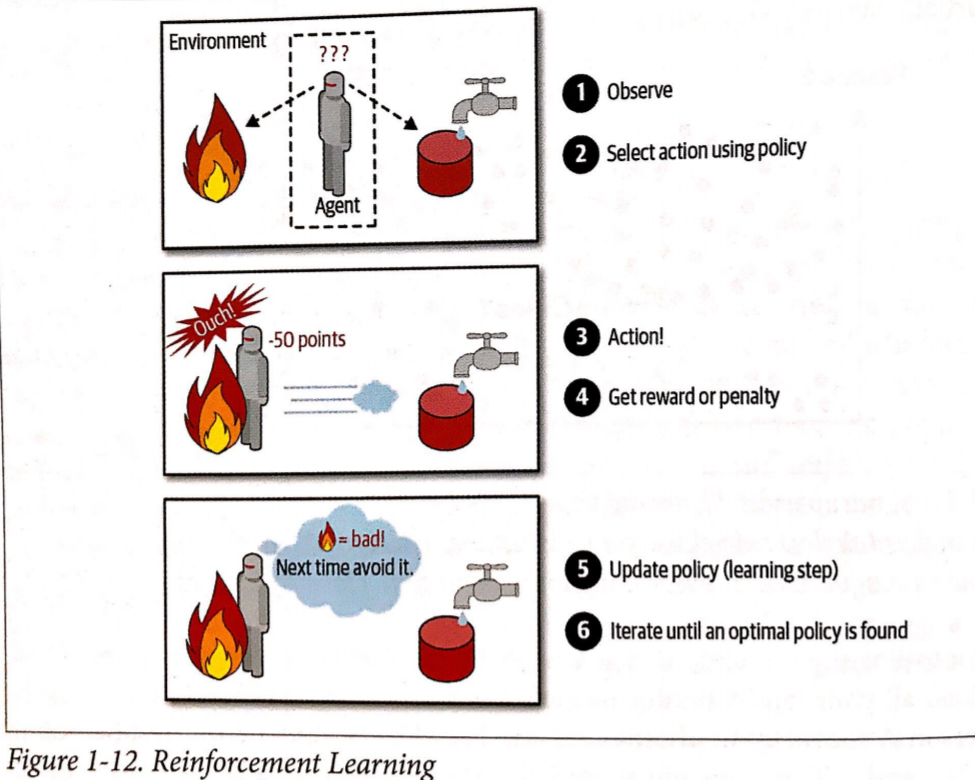 Environment
???
Agent
1 Observe
2 Select action using policy
Ouch!
-50 points
3 Action!
4 Get reward or penalty
= bad!
Next time avoid it.
5 Update policy (learning step)
6 Iterate until an optimal policy is found
Figure 1-12. Reinforcement Learning